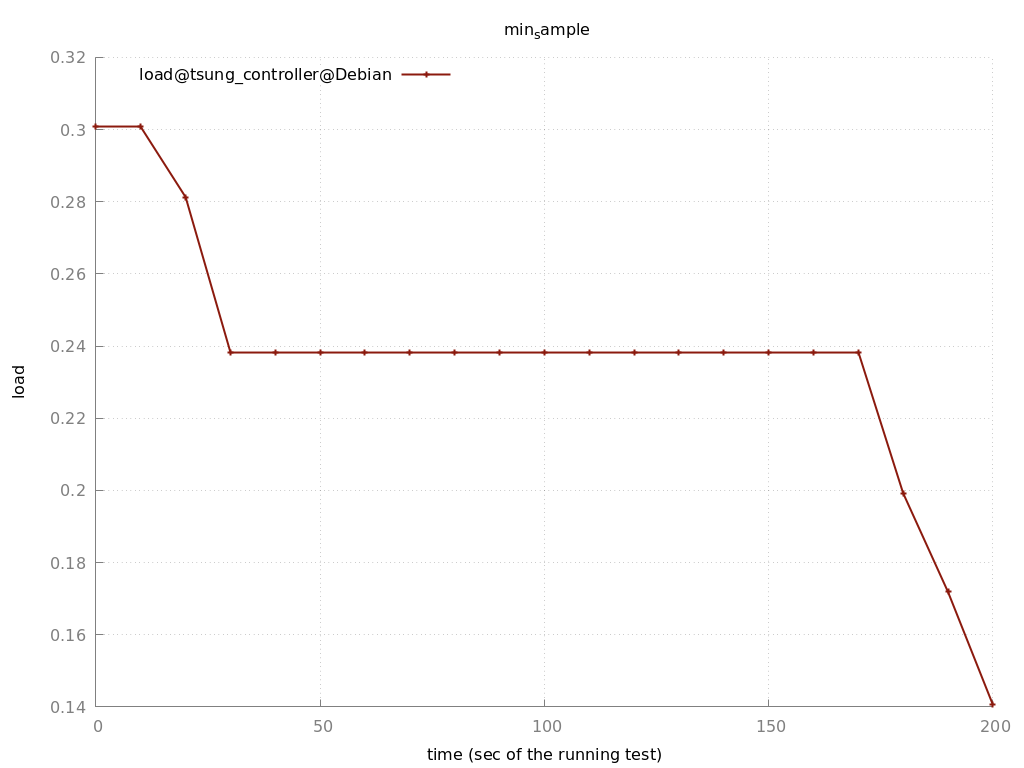 min_sample
0.32
load@tsung_controller@Debian
0.3
0.28
0.26
0.24
load
0.22
0.2
0.18
0.16
0.14
0 50 100 150 200
time (sec of the running test)